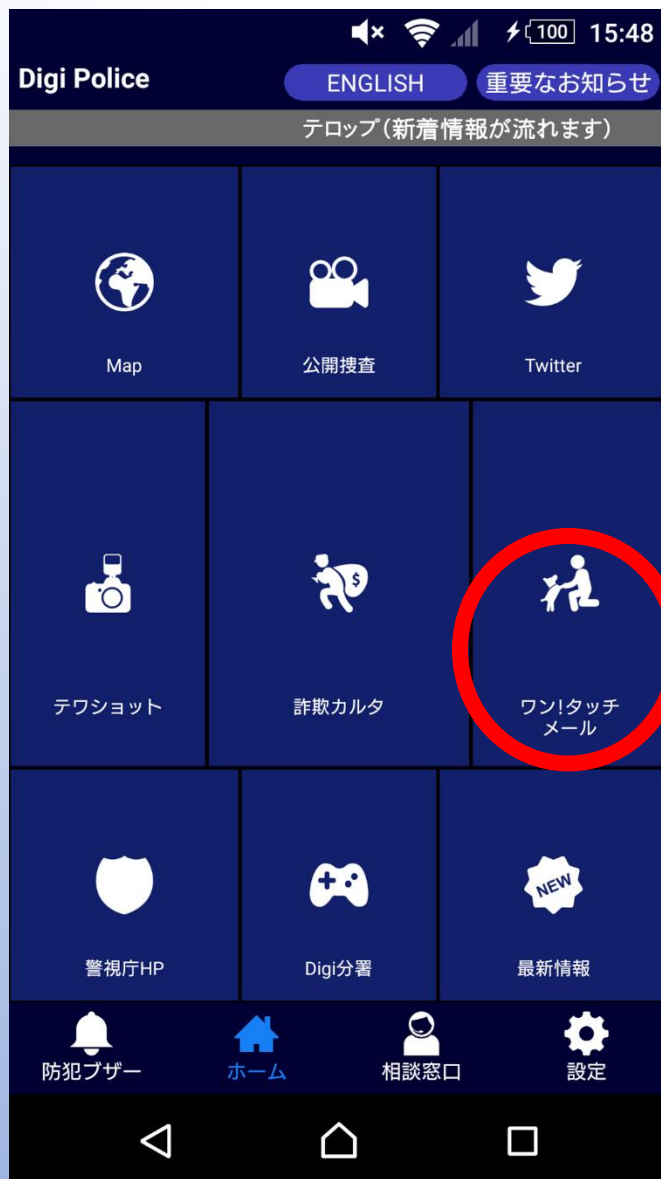 100 15:48
Digi Police ENGLISH 重要なお知らせ
テロップ(新着情報が流れます)
Map 公開捜査 Twitter
$
テワショット 詐欺カルタ ワン!タッチ
メール
NEW
警視庁HP Digi分署 最新情報
防犯ブザー ホーム 相談窓口 設定